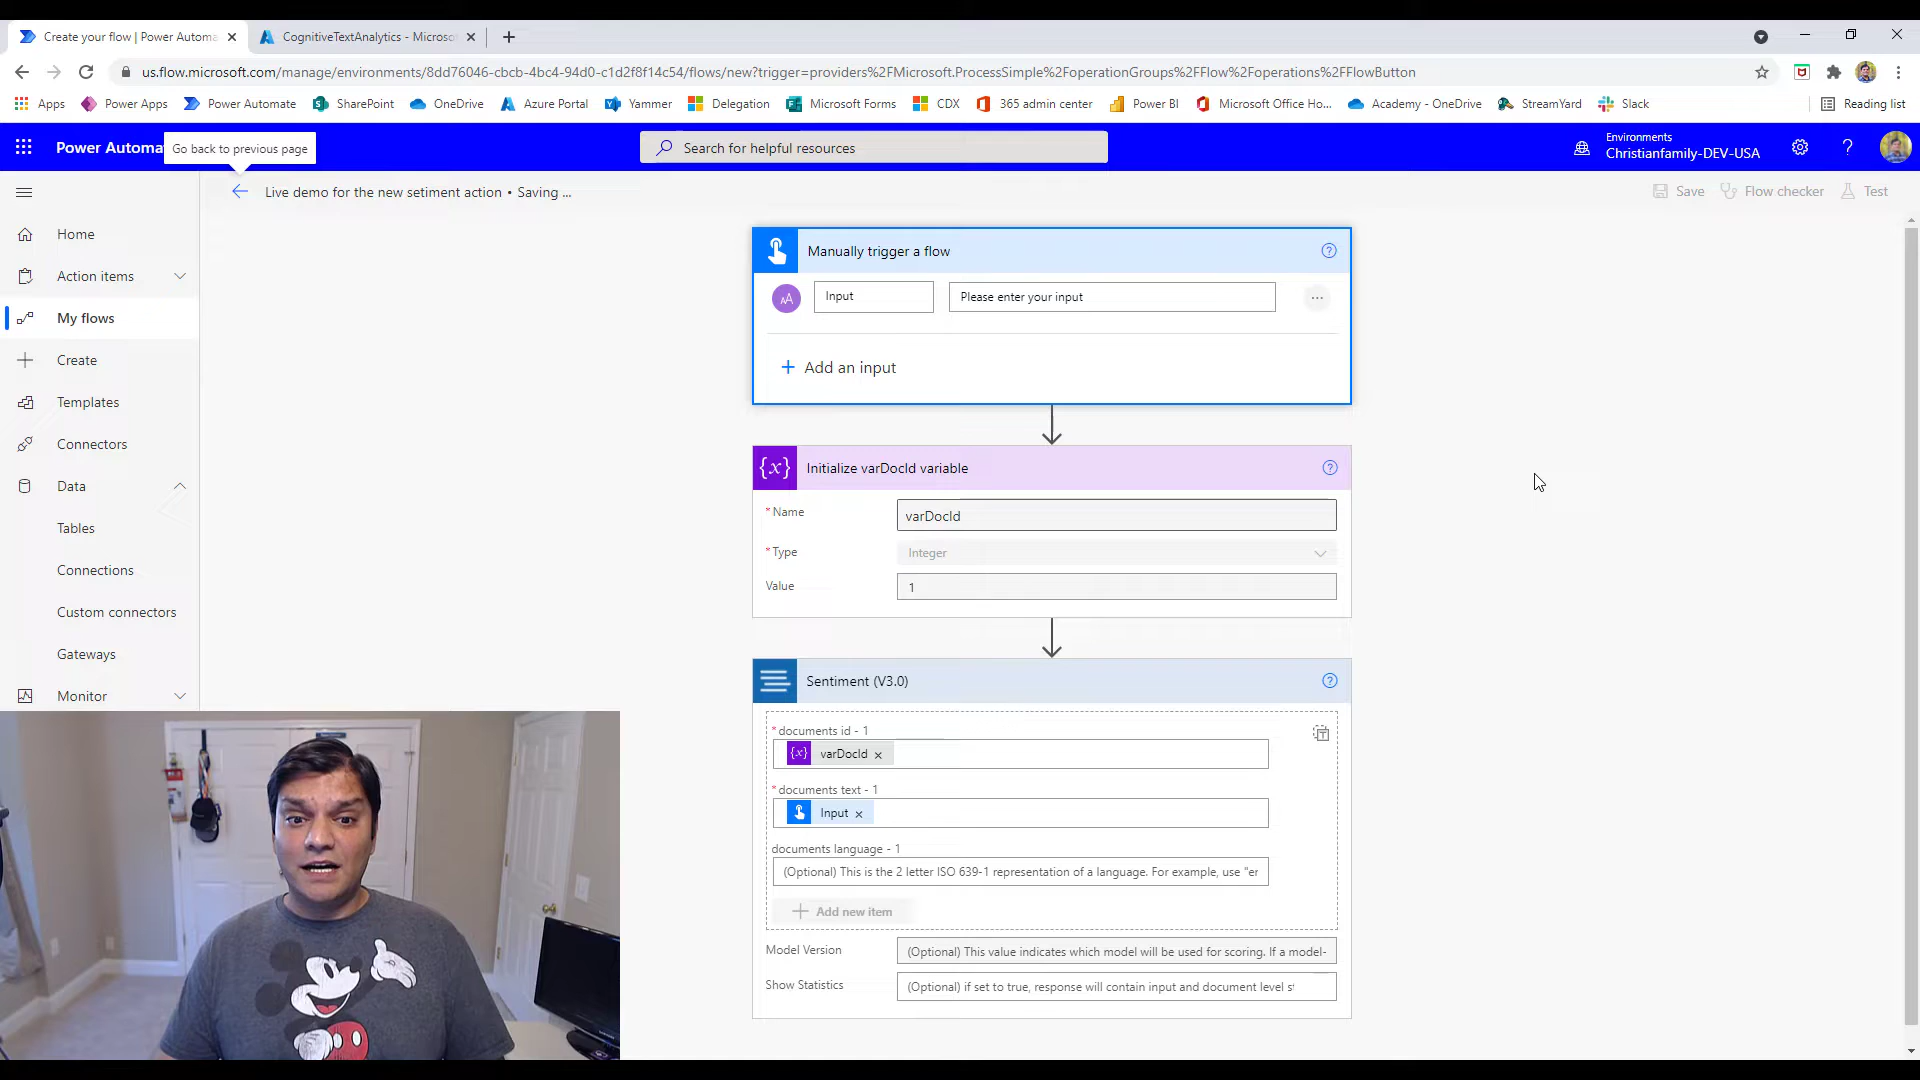 Create your flow | Power Automa
CognitiveTextAnalytics - Microso
us.flow.microsoft.com/manage/environments/8dd76046-cbcb-4bc4-94d0-c1d2f8f14c54/flows/new?trigger=providers%2FMicrosoft.ProcessSimple%2FoperationGroups%2FFlow%2Foperations%2FFlowButton
Apps Power Apps Power Automate SharePoint OneDrive Azure Portal Yammer Delegation Microsoft Forms CDX 365 admin center Power BI Microsoft Office Ho... Academy - OneDrive StreamYard Slack Reading list
Power Automa
Go back to previous page
Search for helpful resources
Environments
Christianfamily-DEV-USA
Live demo for the new setiment action • Saving ...
Save Flow checker Test
Home
Action items
My flows
Create
Templates
Connectors
Data
Tables
Connections
Custom connectors
Gateways
Monitor
Manually trigger a flow
AA Input Please enter your input
Add an input
{x} Initialize varDocId variable
* Name varDocId
* Type Integer
Value 1
Sentiment (V3.0)
* documents id - 1
{x} varDocId ×
* documents text - 1
Input ×
documents language - 1
(Optional) This is the 2 letter ISO 639-1 representation of a language. For example, use "er
Add new item
Model Version (Optional) This value indicates which model will be used for scoring. If a model-
Show Statistics (Optional) if set to true, response will contain input and document level st